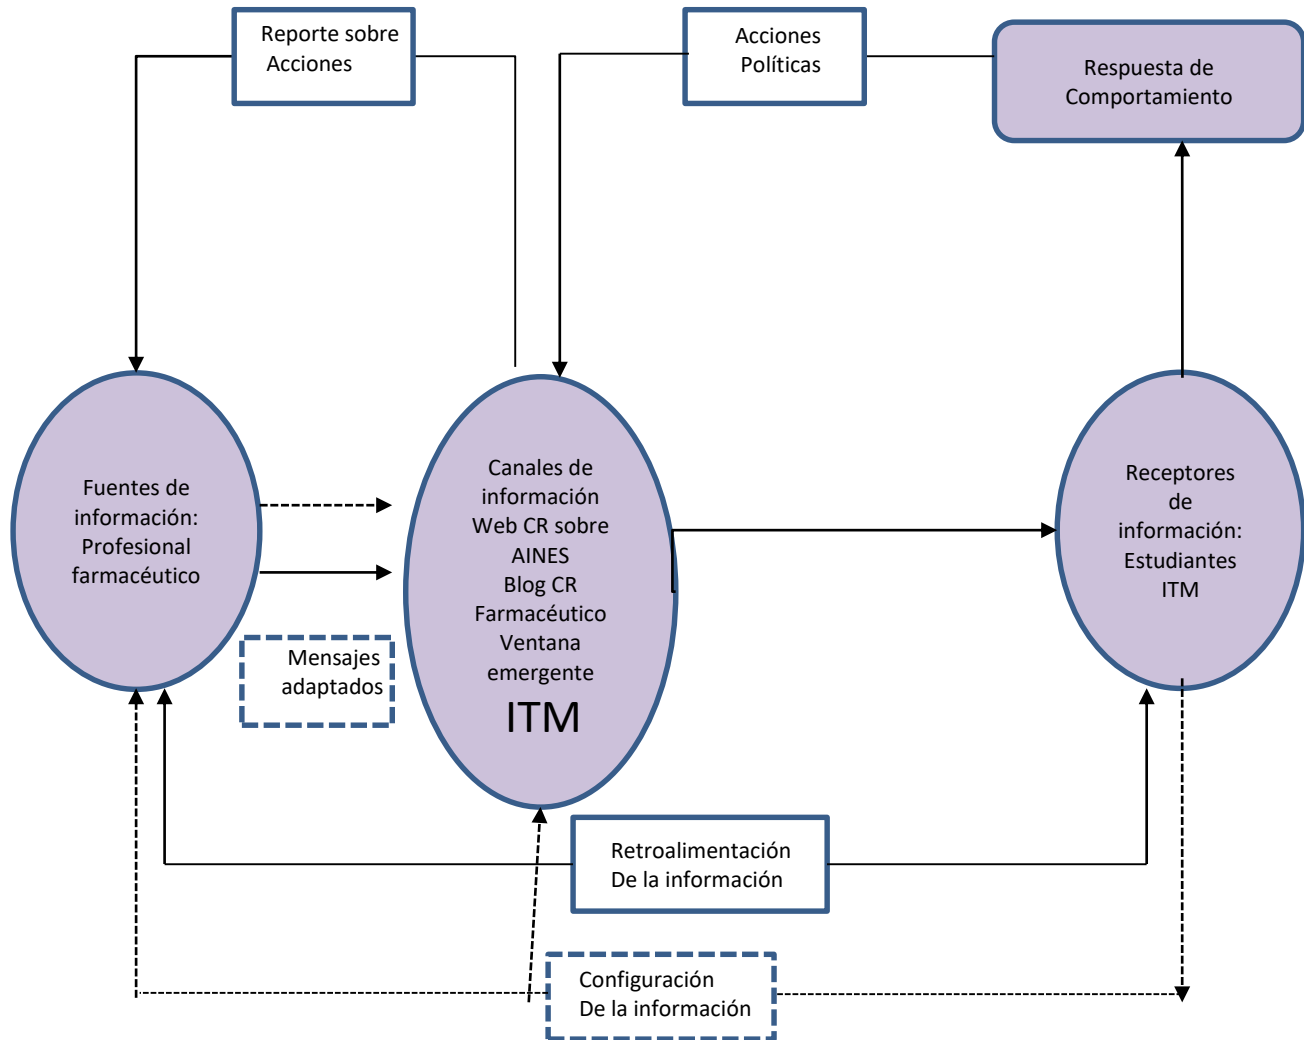 Reporte sobre
Acciones
Acciones
Políticas
Respuesta de
Comportamiento
Fuentes de
información:
Profesional
farmacéutico
Canales de
información
Web CR sobre
AINES
Blog CR
Farmacéutico
Ventana
emergente
ITM
Receptores
de
información:
Estudiantes
ITM
Mensajes
adaptados
Retroalimentación
De la información
Configuración
De la información